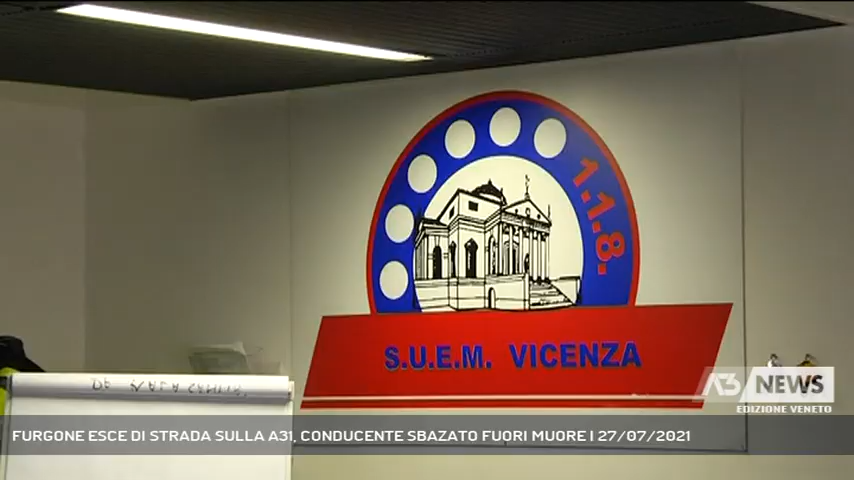 1.1.8.
S.U.E.M. VICENZA
A3 NEWS
EDIZIONE VENETO
FURGONE ESCE DI STRADA SULLA A31, CONDUCENTE SBAZATO FUORI MUORE | 27/07/2021